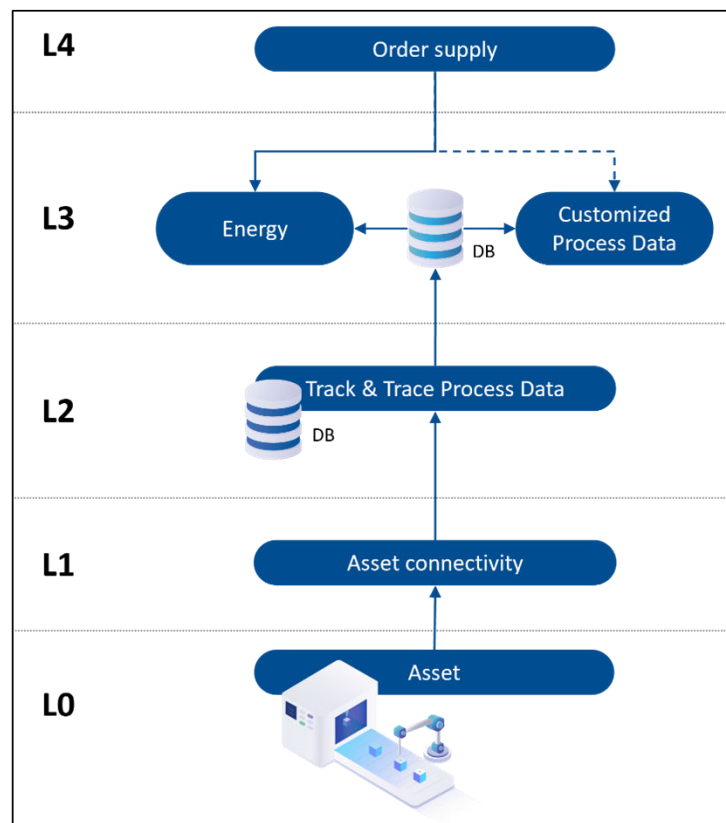 L4
Order supply
L3
Energy
DB
Customized
Process Data
L2
Track & Trace Process Data
DB
L1
Asset connectivity
L0
Asset